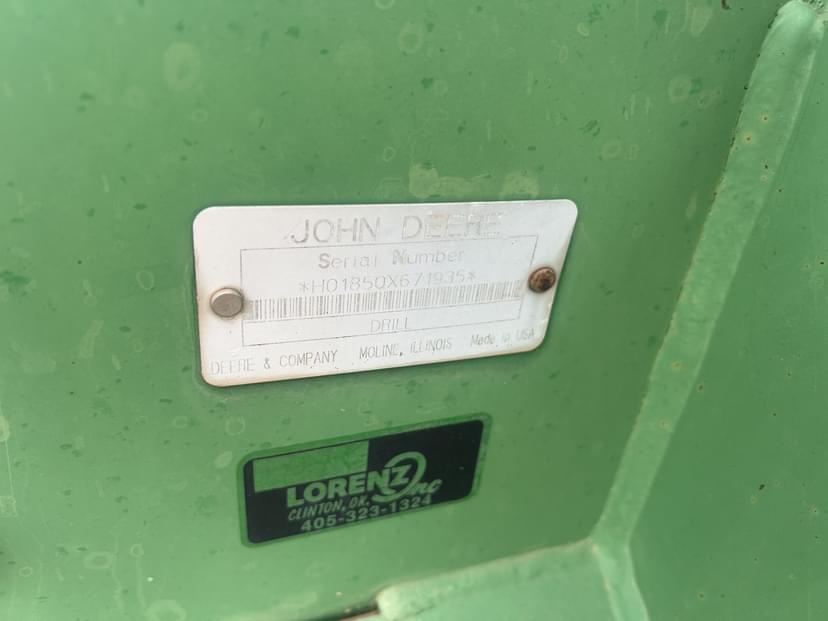 JOHN DEERE
Serial Number
*H01850X671935*
DRILL
DEERE & COMPANY MOLINE, ILLINOIS Made in USA
LORENZ Inc
CLINTON, OK.
405-323-1324